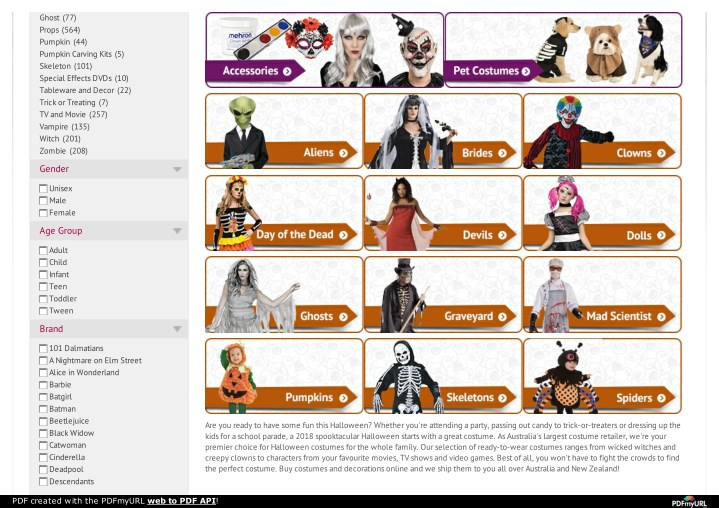 Ghost (77)
Props (564)
Pumpkin (44)
Pumpkin Carving Kits (5)
Skeleton (101)
Special Effects DVDs (10)
Tableware and Decor (22)
Trick or Treating (7)
TV and Movie (257)
Vampire (135)
Witch (201)
Zombie (208)
Gender
Unisex
Male
Female
Age Group
Adult
Child
Infant
Teen
Toddler
Tween
Brand
101 Dalmatians
A Nightmare on Elm Street
Alice in Wonderland
Barbie
Batgirl
Batman
Beetlejuice
Black Widow
Catwoman
Cinderella
Deadpool
Descendants
mehron
Accessories
Pet Costumes
Aliens
Brides
Clowns
Day of the Dead
Devils
Dolls
Ghosts
Graveyard
Mad Scientist
Pumpkins
Skeletons
Spiders
Are you ready to have some fun this Halloween? Whether you're attending a party, passing out candy to trick-or-treaters or dressing up the
kids for a school parade, a 2018 spooktacular Halloween starts with a great costume. As Australia's largest costume retailer, we're your
premier choice for Halloween costumes for the whole family. Our selection of ready-to-wear costumes ranges from wicked witches and
creepy clowns to characters from your favourite movies, TV shows and video games. Best of all, you won't have to fight the crowds to find
the perfect costume. Buy costumes and decorations online and we ship them to you all over Australia and New Zealand!
PDF created with the PDFmyURL web to PDF API!
PDFmyURL